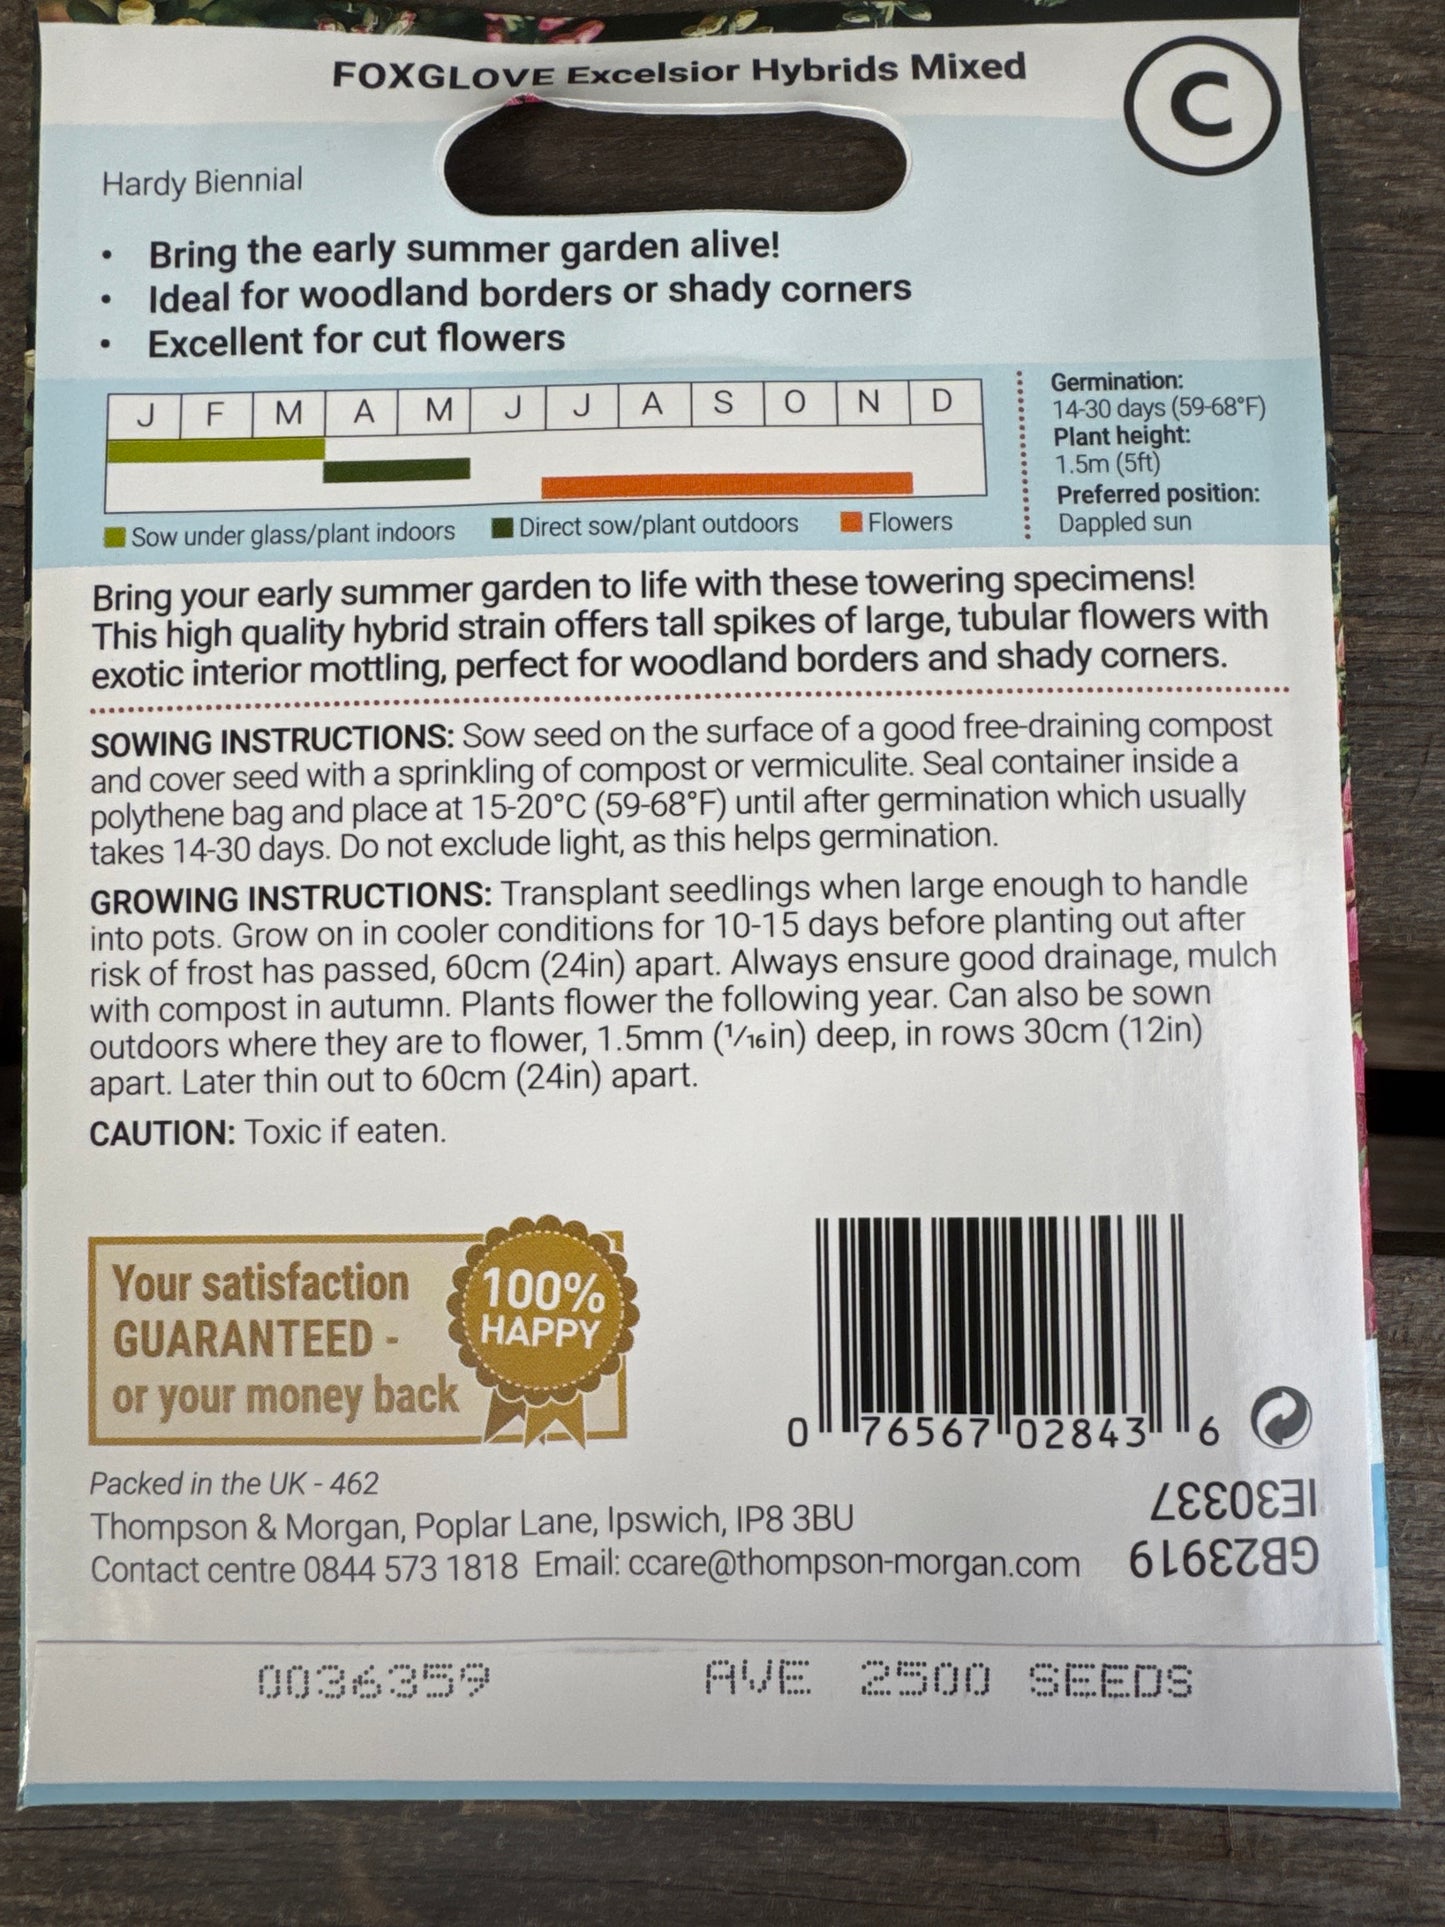 FOXGLOVE Excelsior Hybrids Mixed
C
Hardy Biennial
• Bring the early summer garden alive!
• Ideal for woodland borders or shady corners
• Excellent for cut flowers
J F M A M J J A S O N D
Sow under glass/plant indoors Direct sow/plant outdoors Flowers
Germination:
14-30 days (59-68°F)
Plant height:
1.5m (5ft)
Preferred position:
Dappled sun
Bring your early summer garden to life with these towering specimens!
This high quality hybrid strain offers tall spikes of large, tubular flowers with
exotic interior mottling, perfect for woodland borders and shady corners.
SOWING INSTRUCTIONS: Sow seed on the surface of a good free-draining compost
and cover seed with a sprinkling of compost or vermiculite. Seal container inside a
polythene bag and place at 15-20°C (59-68°F) until after germination which usually
takes 14-30 days. Do not exclude light, as this helps germination.
GROWING INSTRUCTIONS: Transplant seedlings when large enough to handle
into pots. Grow on in cooler conditions for 10-15 days before planting out after
risk of frost has passed, 60cm (24in) apart. Always ensure good drainage, mulch
with compost in autumn. Plants flower the following year. Can also be sown
outdoors where they are to flower, 1.5mm (1/16in) deep, in rows 30cm (12in)
apart. Later thin out to 60cm (24in) apart.
CAUTION: Toxic if eaten.
Your satisfaction
GUARANTEED -
or your money back
100%
HAPPY
0 76567 02843 6
Packed in the UK - 462
Thompson & Morgan, Poplar Lane, Ipswich, IP8 3BU
Contact centre 0844 573 1818 Email: ccare@thompson-morgan.com
GB23919
IE30337
0036359 AVE 2500 SEEDS